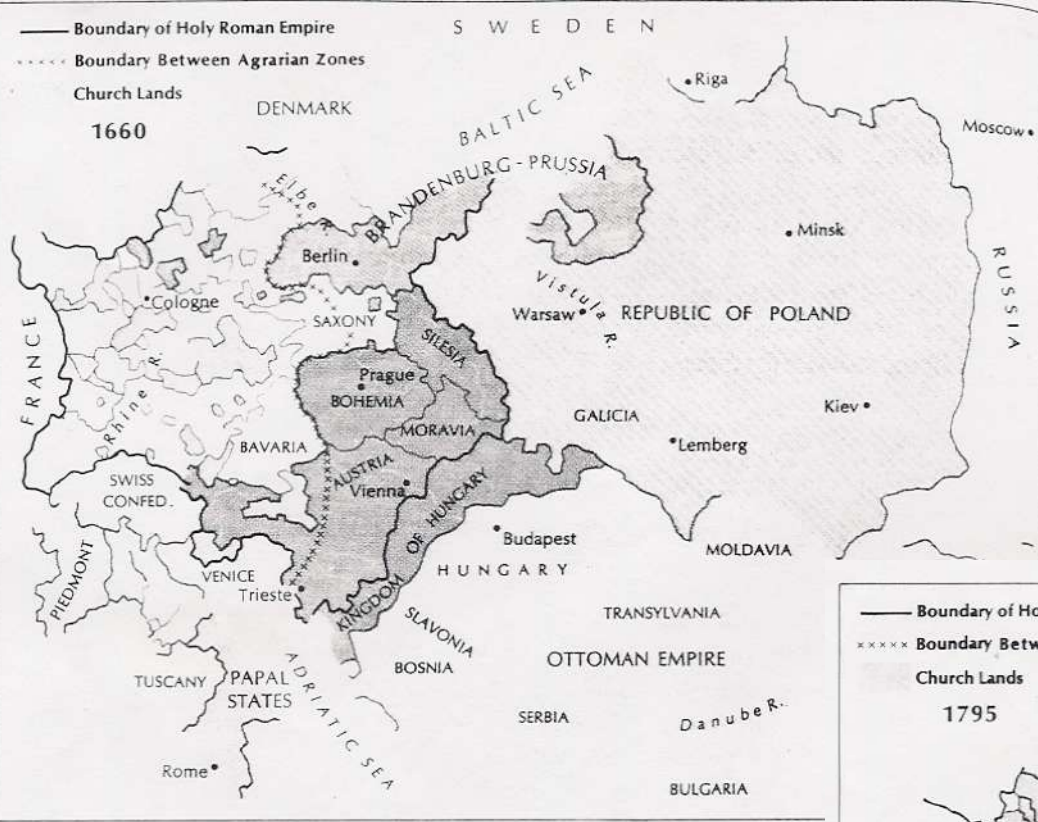 Boundary of Holy Roman Empire
Boundary Between Agrarian Zones
Church Lands
1660
SWEDEN
DENMARK
BALTIC SEA
Riga
Moscow
Elbe R.
BRANDENBURG-PRUSSIA
Berlin
Minsk
RUSSIA
Cologne
Vistula R.
Warsaw
REPUBLIC OF POLAND
SAXONY
SILESIA
FRANCE
Rhine R.
Prague
BOHEMIA
MORAVIA
GALICIA
Kiev
Lemberg
BAVARIA
AUSTRIA
Vienna
SWISS
CONFED.
KINGDOM OF HUNGARY
Budapest
HUNGARY
MOLDAVIA
PIEDMONT
VENICE
Trieste
SLAVONIA
TRANSYLVANIA
BOSNIA
OTTOMAN EMPIRE
TUSCANY
PAPAL
STATES
ADRIATIC SEA
SERBIA
Danube R.
Rome
BULGARIA
Boundary of Ho
Boundary Betw
Church Lands
1795